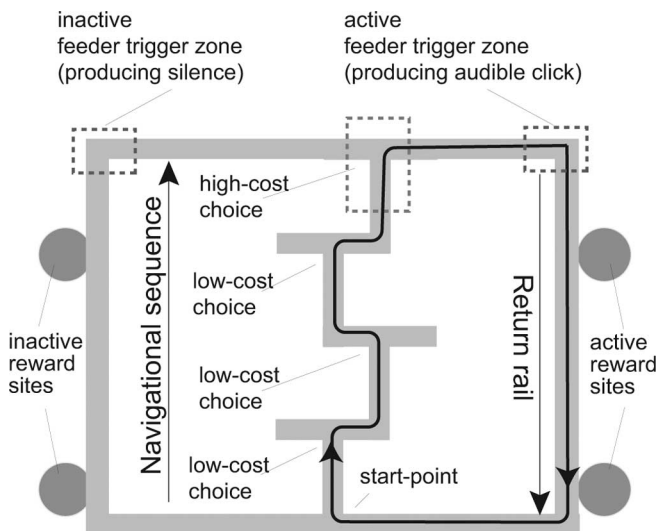 inactive
feeder trigger zone
(producing silence)
active
feeder trigger zone
(producing audible click)
high-cost
choice
Navigational sequence
low-cost
choice
Return rail
inactive
reward
sites
low-cost
choice
active
reward
sites
low-cost
choice
start-point